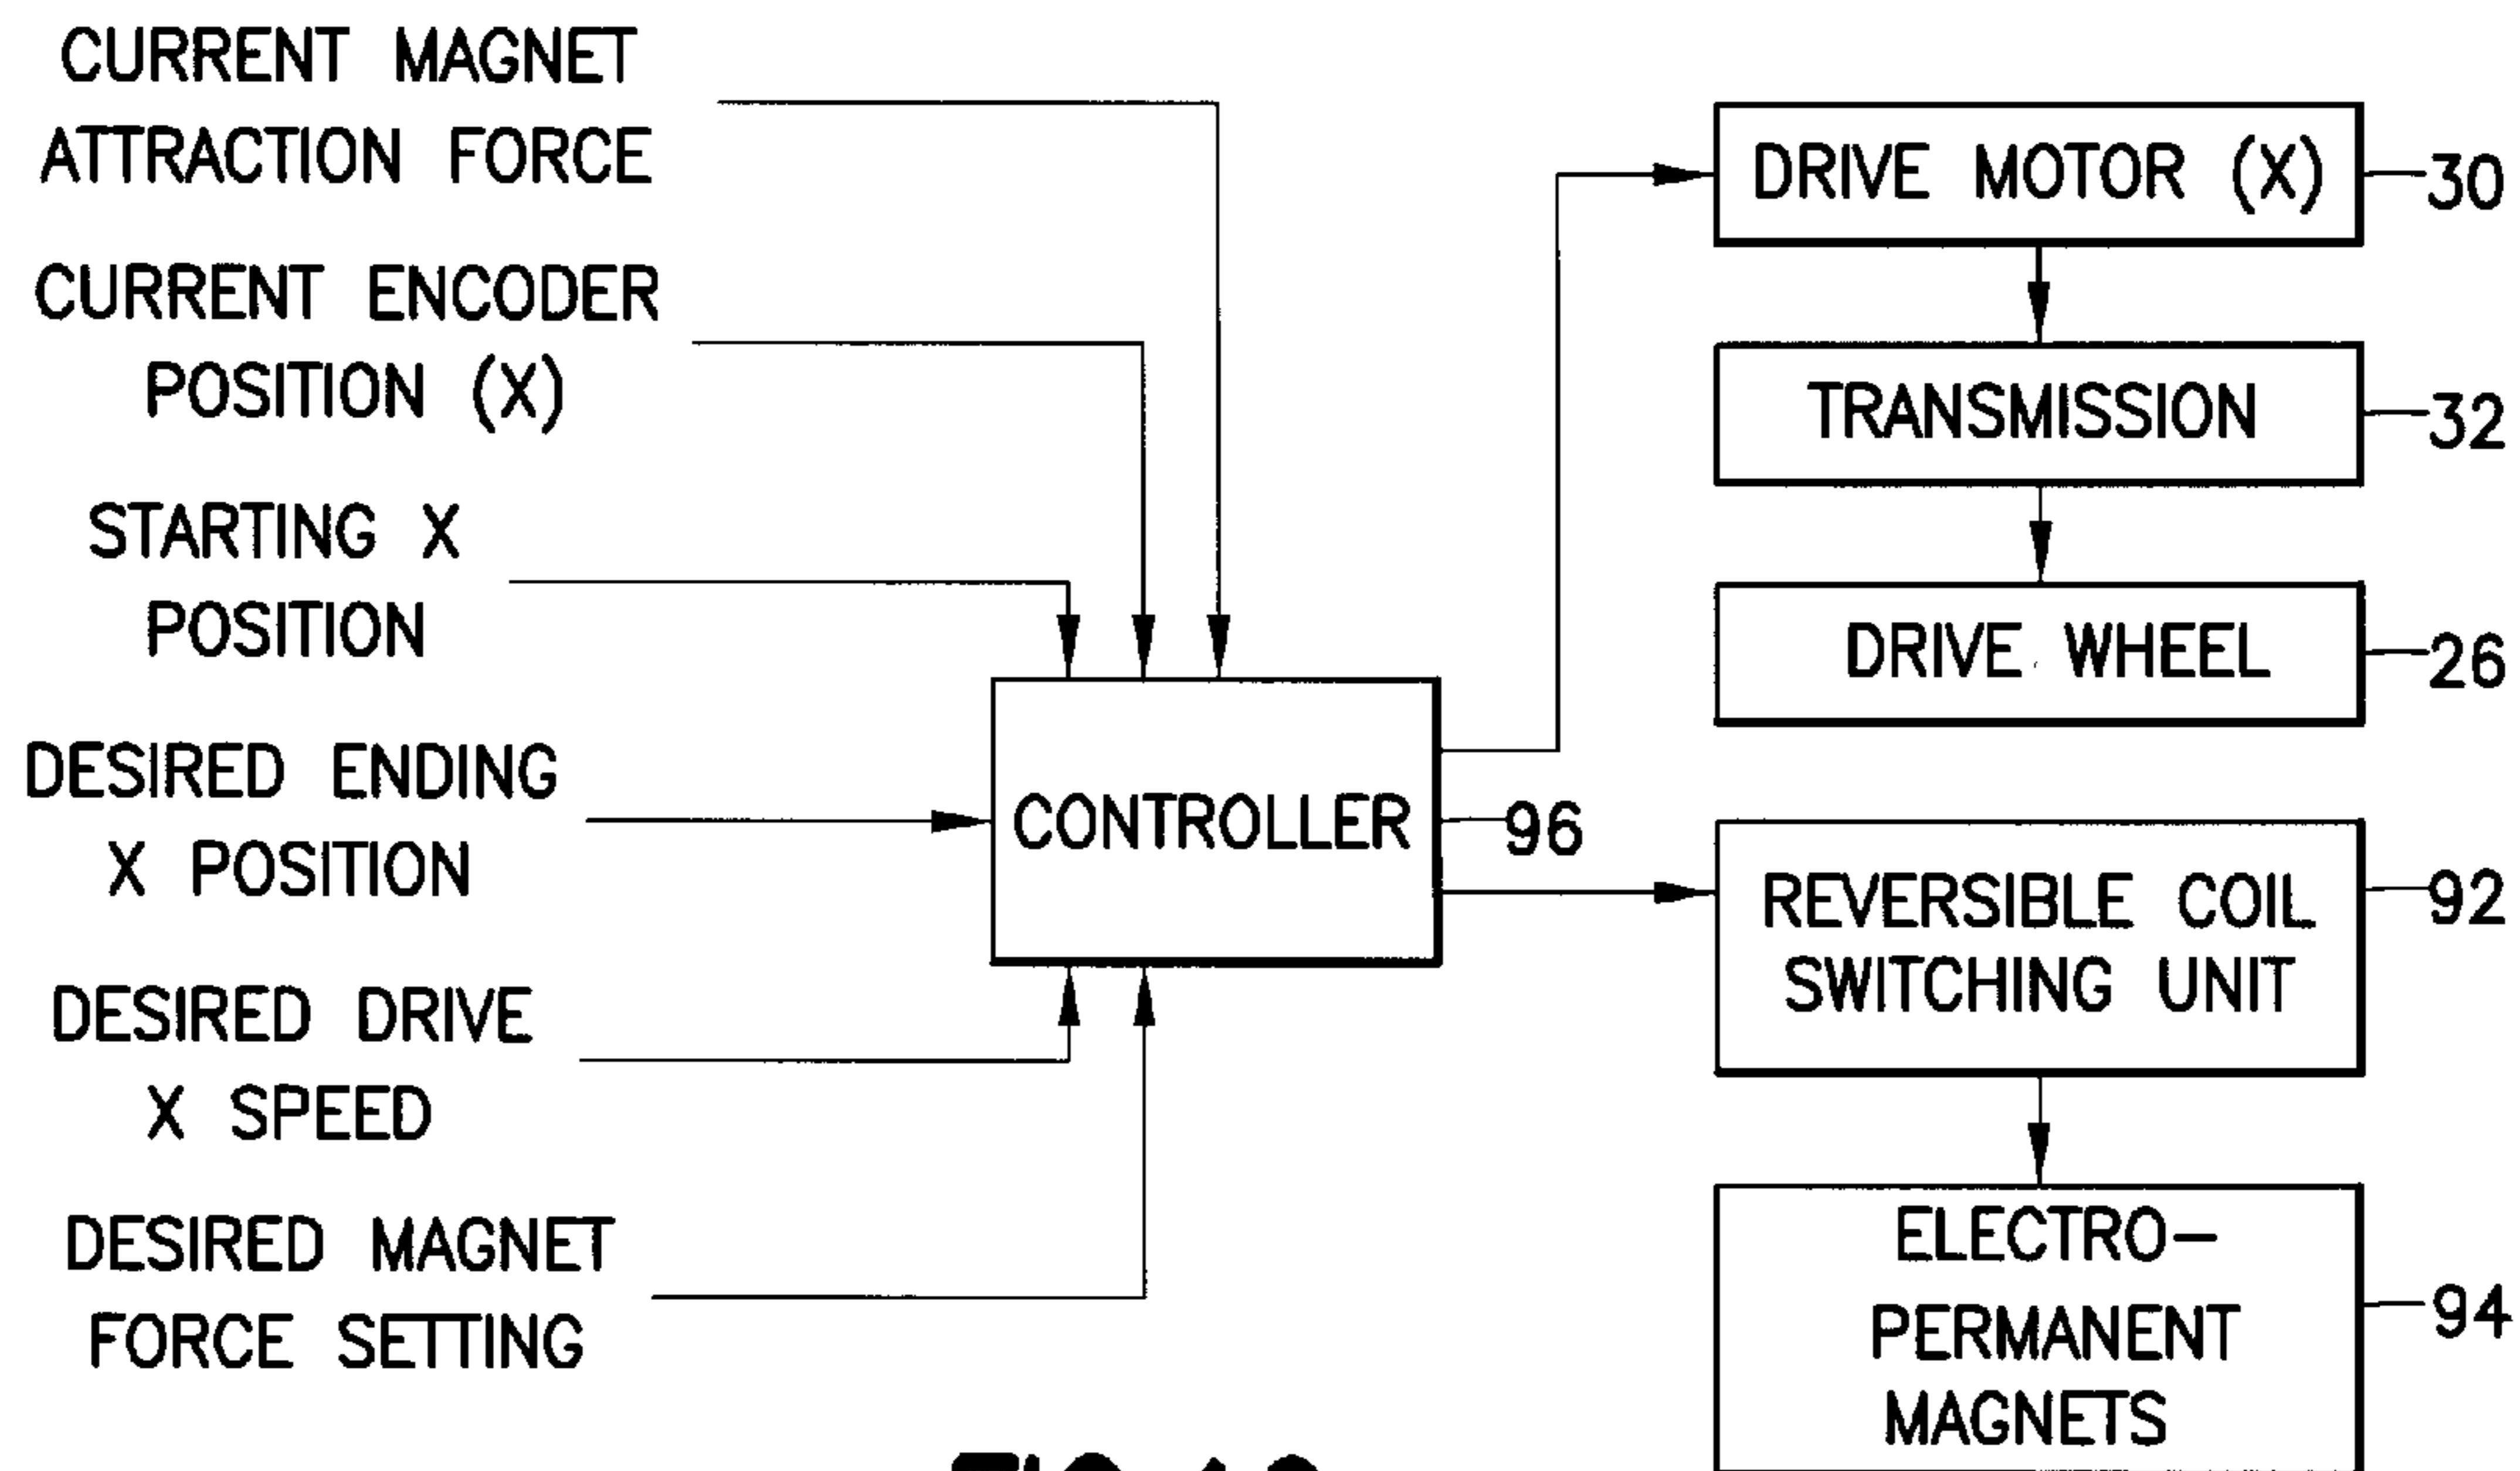 CURRENT MAGNET
ATTRACTION FORCE
CURRENT ENCODER
POSITION (X)
STARTING X
POSITION
DESIRED ENDING
X POSITION
DESIRED DRIVE
X SPEED
DESIRED MAGNET
FORCE SETTING
CONTROLLER
96
DRIVE MOTOR (X)
30
TRANSMISSION
32
DRIVE WHEEL
26
REVERSIBLE COIL
SWITCHING UNIT
92
ELECTRO-
PERMANENT
MAGNETS
94